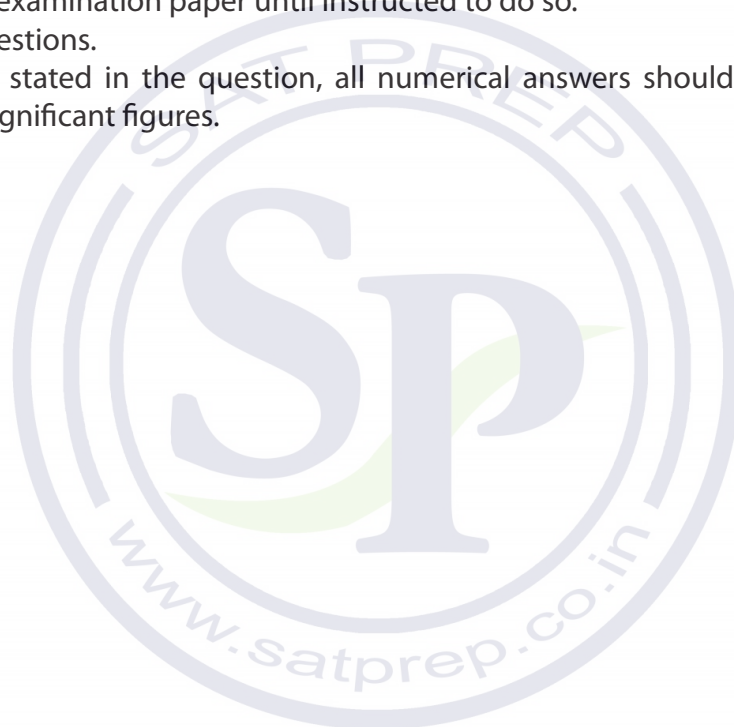 examination paper until instructed to do so.
estions.
stated in the question, all numerical answers should
gnificant figures.
SAT PREP
SP
www.satprep.co.in